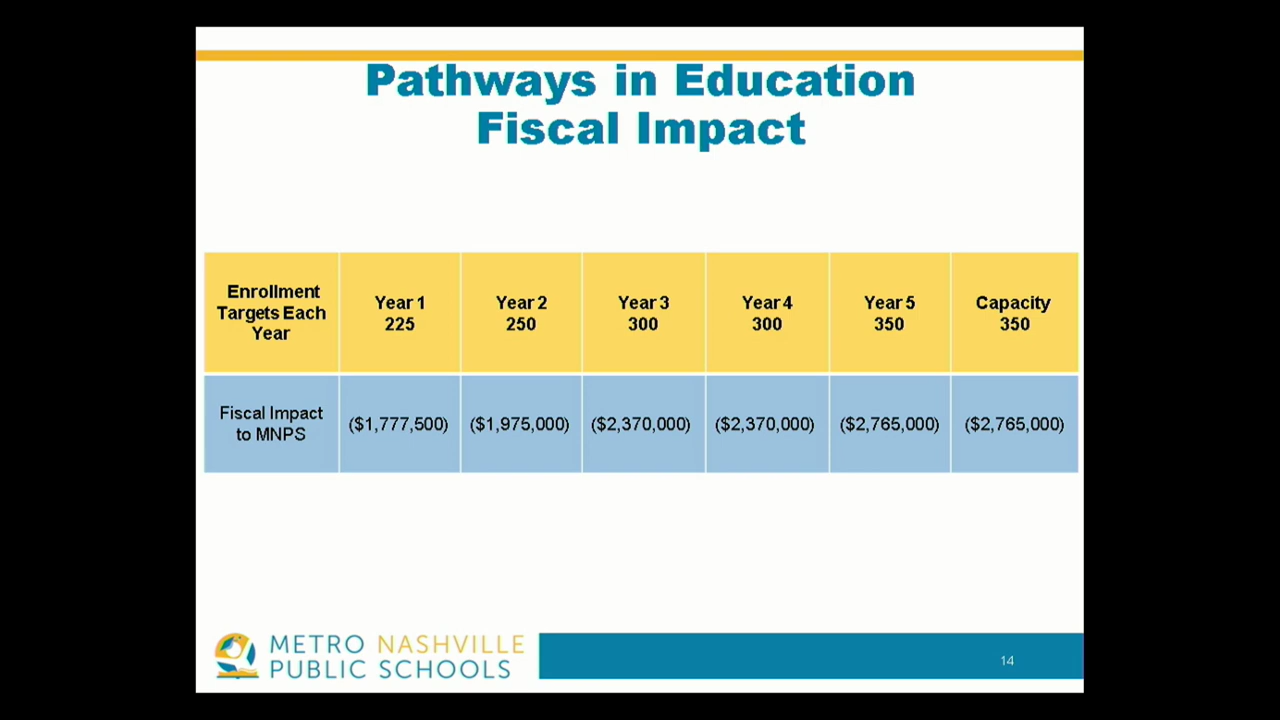 Pathways in Education
Fiscal Impact
Enrollment
Targets Each
Year
Year 1
225
Year 2
250
Year 3
300
Year 4
300
Year 5
350
Capacity
350
Fiscal Impact
to MNPS
($1,777,500)
($1,975,000)
($2,370,000)
($2,370,000)
($2,765,000)
($2,765,000)
METRO NASHVILLE
PUBLIC SCHOOLS
14